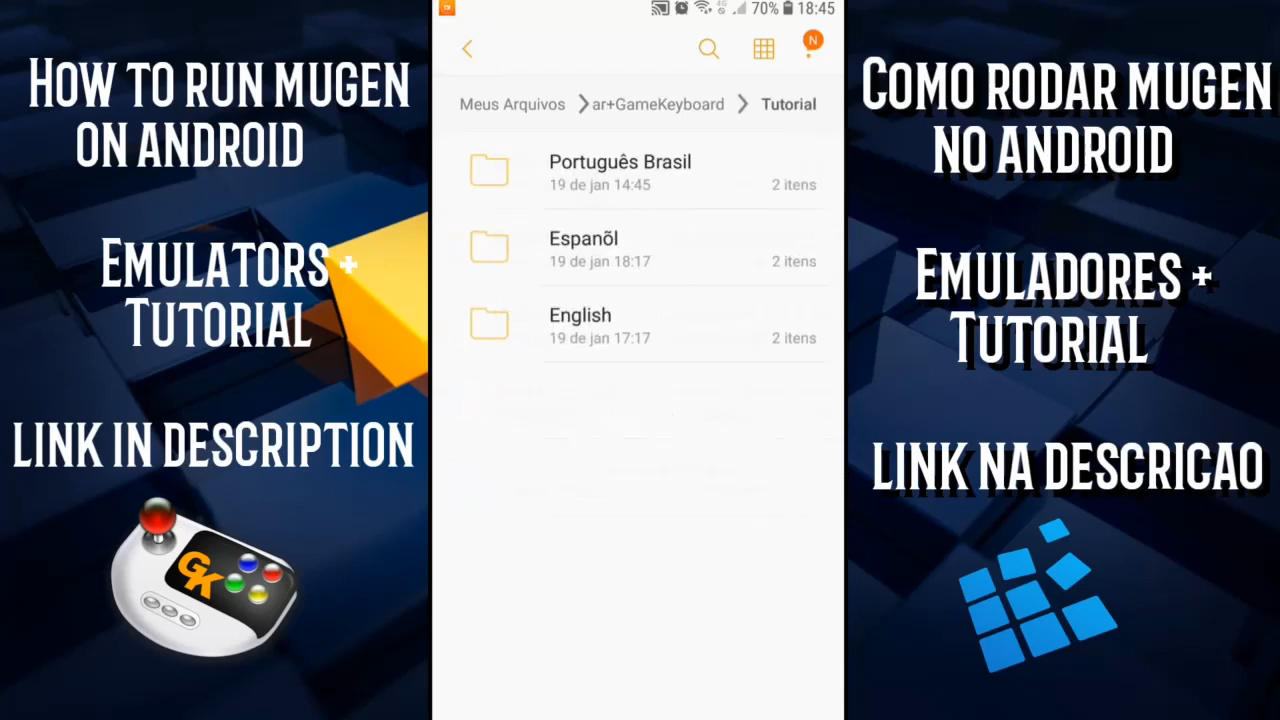 HOW TO RUN MUGEN
ON ANDROID
EMULATORS +
TUTORIAL
LINK IN DESCRIPTION
GK
70% 18:45
N
Meus Arquivos > ar+GameKeyboard > Tutorial
Português Brasil
19 de jan 14:45 2 itens
Espanõl
19 de jan 18:17 2 itens
English
19 de jan 17:17 2 itens
COMO RODAR MUGEN
NO ANDROID
EMULADORES +
TUTORIAL
LINK NA DESCRICAO